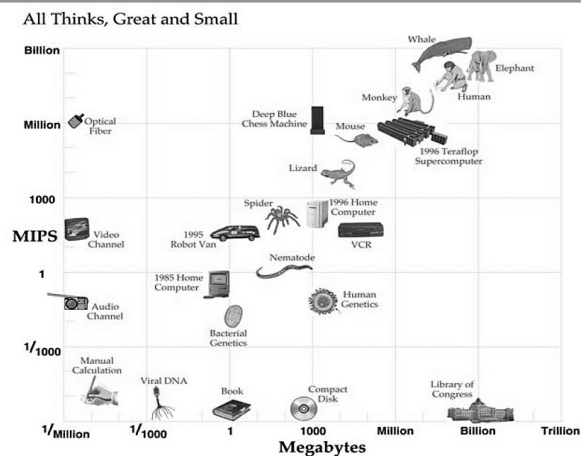 All Thinks, Great and Small
Billion
Whale
Elephant
Human
Monkey
Million
Optical
Fiber
Deep Blue
Chess Machine
Mouse
1996 Teraflop
Supercomputer
Lizard
1000
Spider
1996 Home
Computer
MIPS
Video
Channel
1995
Robot Van
VCR
Nematode
1
1985 Home
Computer
Human
Genetics
Audio
Channel
Bacterial
Genetics
1/1000
Manual
Calculation
Viral DNA
Book
Compact
Disk
Library of
Congress
1/Million
1/1000
1
1000
Million
Billion
Trillion
Megabytes